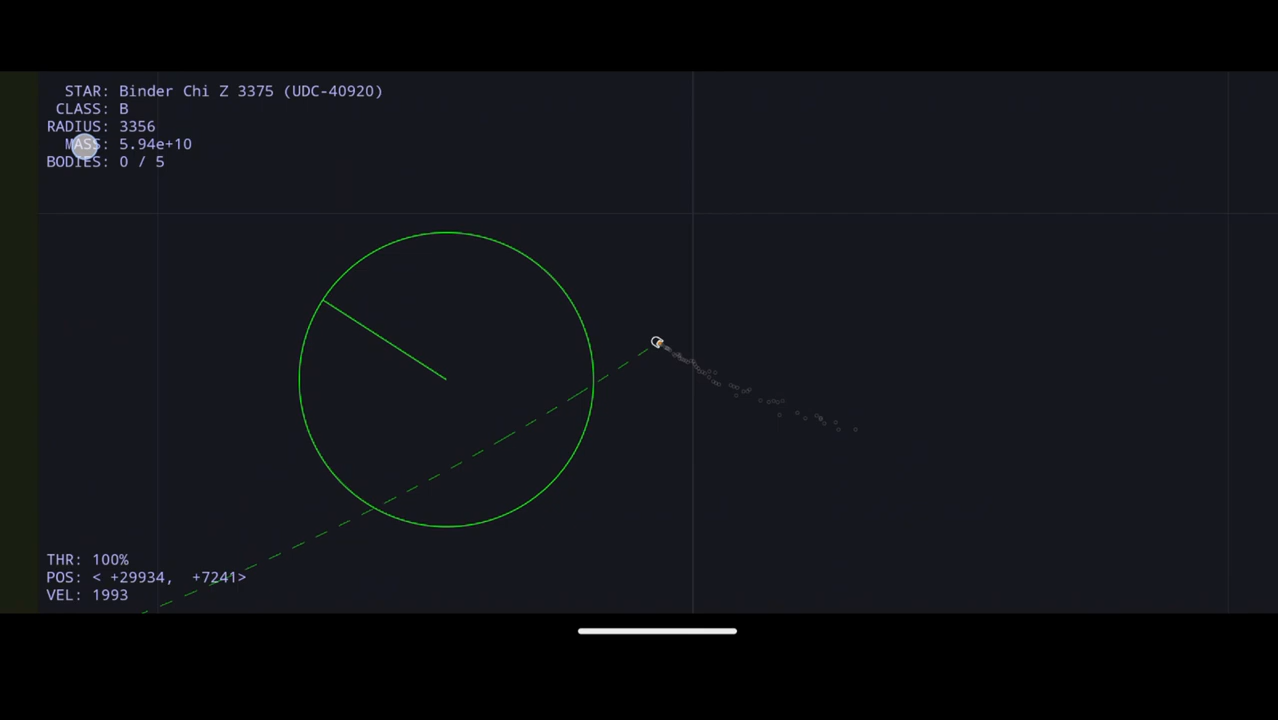 STAR: Binder Chi Z 3375 (UDC-40920)
CLASS: B
RADIUS: 3356
MASS: 5.94e+10
BODIES: 0 / 5
THR: 100%
POS: < +29934, +7241>
VEL: 1993